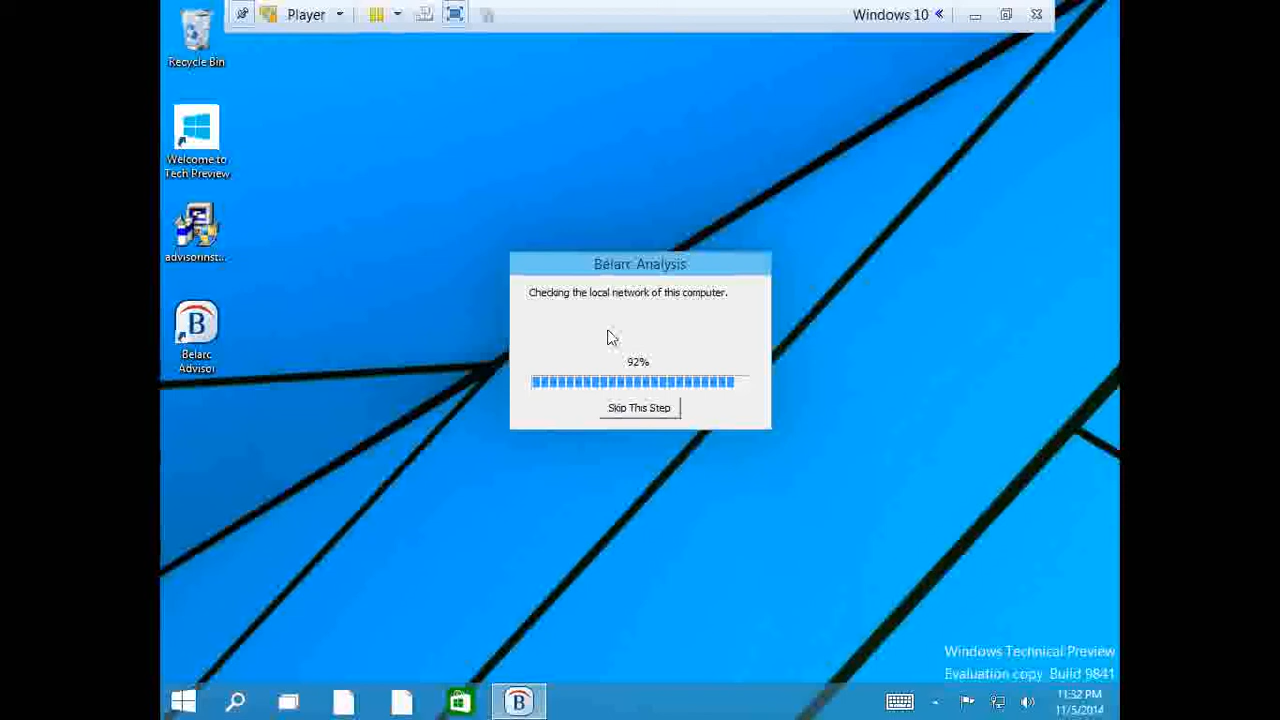 Player
Windows 10
Recycle Bin
Welcome to
Tech Preview
advisorinst...
B
Belarc
Advisor
Belarc Analysis
Checking the local network of this computer.
92%
Skip This Step
Windows Technical Preview
Evaluation copy. Build 9841
B
11:32 PM
11/5/2014